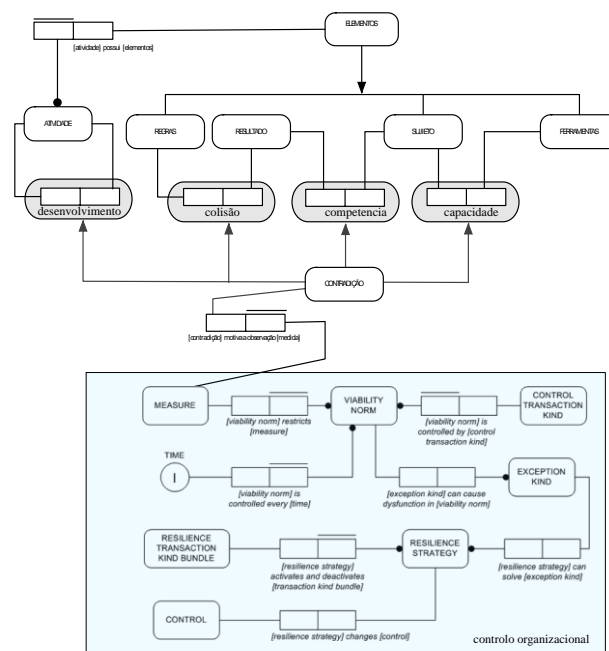 ELEMENTOS
[atividade] possui [elementos]
ATIVIDADE
REGRAS
RESULTADO
SUJEITO
FERRAMENTAS
desenvolvimento
colisão
competencia
capacidade
CONTRADIÇÃO
[contradição] motiva a observação [medida]
MEASURE
VIABILITY
NORM
CONTROL
TRANSACTION
KIND
[viability norm] restricts
[measure]
[viability norm] is
controlled by [control
transaction kind]
TIME
I
EXCEPTION
KIND
[viability norm] is
controlled every [time]
[exception kind] can cause
dysfunction in [viability norm]
RESILIENCE
TRANSACTION
KIND BUNDLE
RESILIENCE
STRATEGY
[resilience strategy]
activates and deactivates
[transaction kind bundle]
[resilience strategy] can
solve [exception kind]
CONTROL
[resilience strategy] changes [control]
controlo organizacional